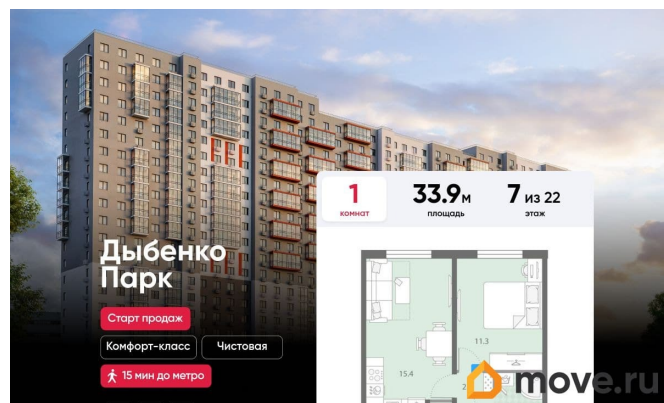 1
комнат
33.9м
площадь
7 из 22
этаж
Дыбенко
Парк
Старт продаж
Комфорт-класс
Чистовая
15 мин до метро
11.3
15.4
move.ru